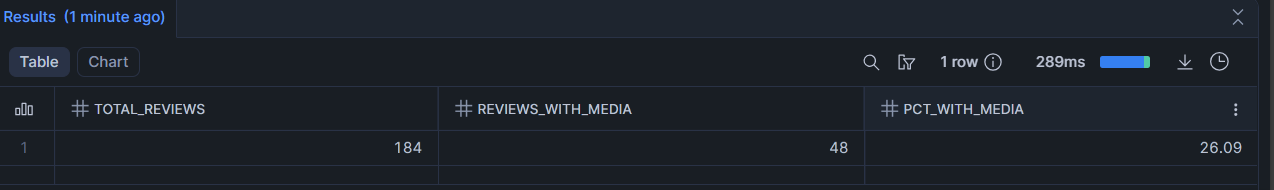 Results (1 minute ago)
Table Chart 1 row 289ms
TOTAL_REVIEWS REVIEWS_WITH_MEDIA PCT_WITH_MEDIA
1 184 48 26.09